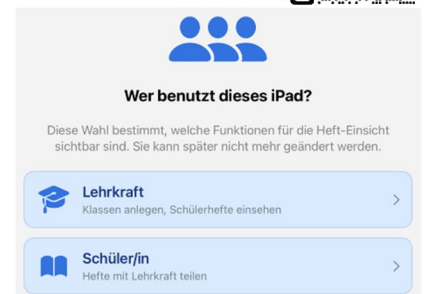 Wer benutzt dieses iPad?
Diese Wahl bestimmt, welche Funktionen für die Heft-Einsicht
sichtbar sind. Sie kann später nicht mehr geändert werden.
Lehrkraft
Klassen anlegen, Schülerhefte einsehen
Schüler/in
Hefte mit Lehrkraft teilen